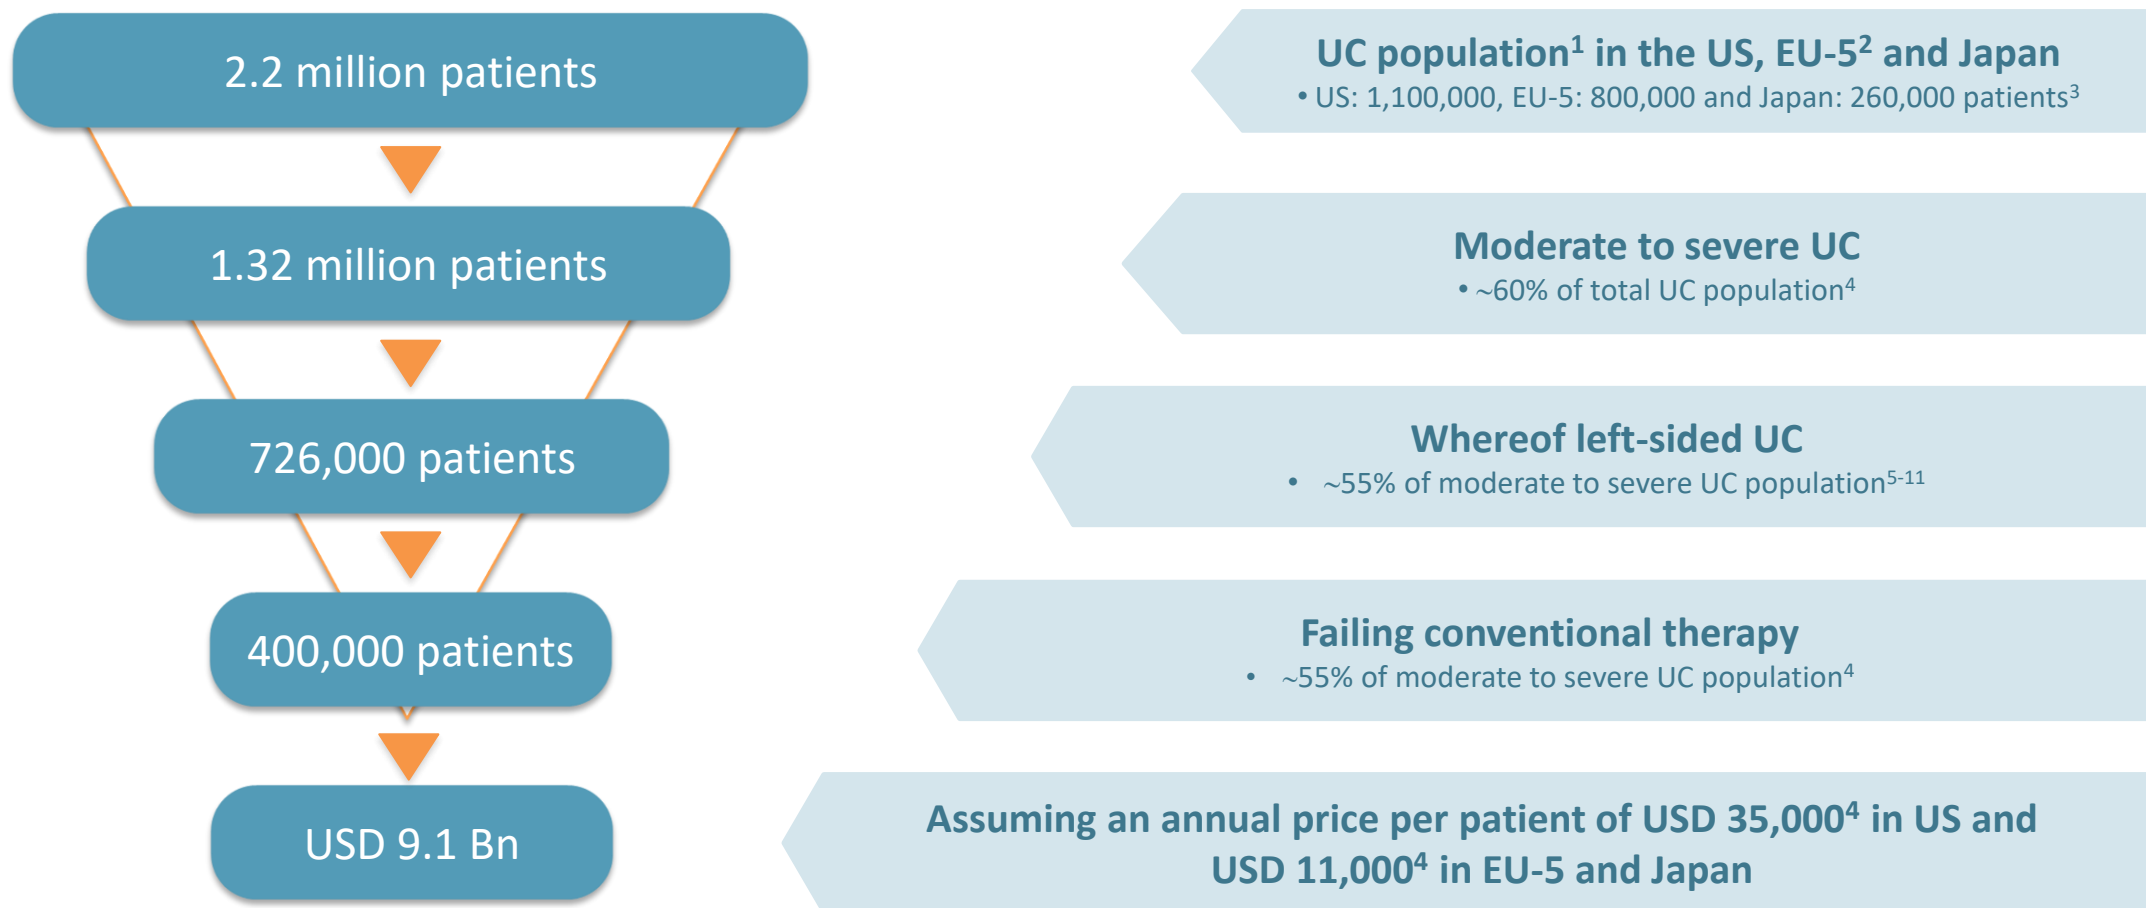 2.2 million patients
UC population¹ in the US, EU-5² and Japan
• US: 1,100,000, EU-5: 800,000 and Japan: 260,000 patients³
1.32 million patients
Moderate to severe UC
• ~60% of total UC population⁴
726,000 patients
Whereof left-sided UC
• ~55% of moderate to severe UC population⁵⁻¹¹
400,000 patients
Failing conventional therapy
• ~55% of moderate to severe UC population⁴
USD 9.1 Bn
Assuming an annual price per patient of USD 35,000⁴ in US and
USD 11,000⁴ in EU-5 and Japan